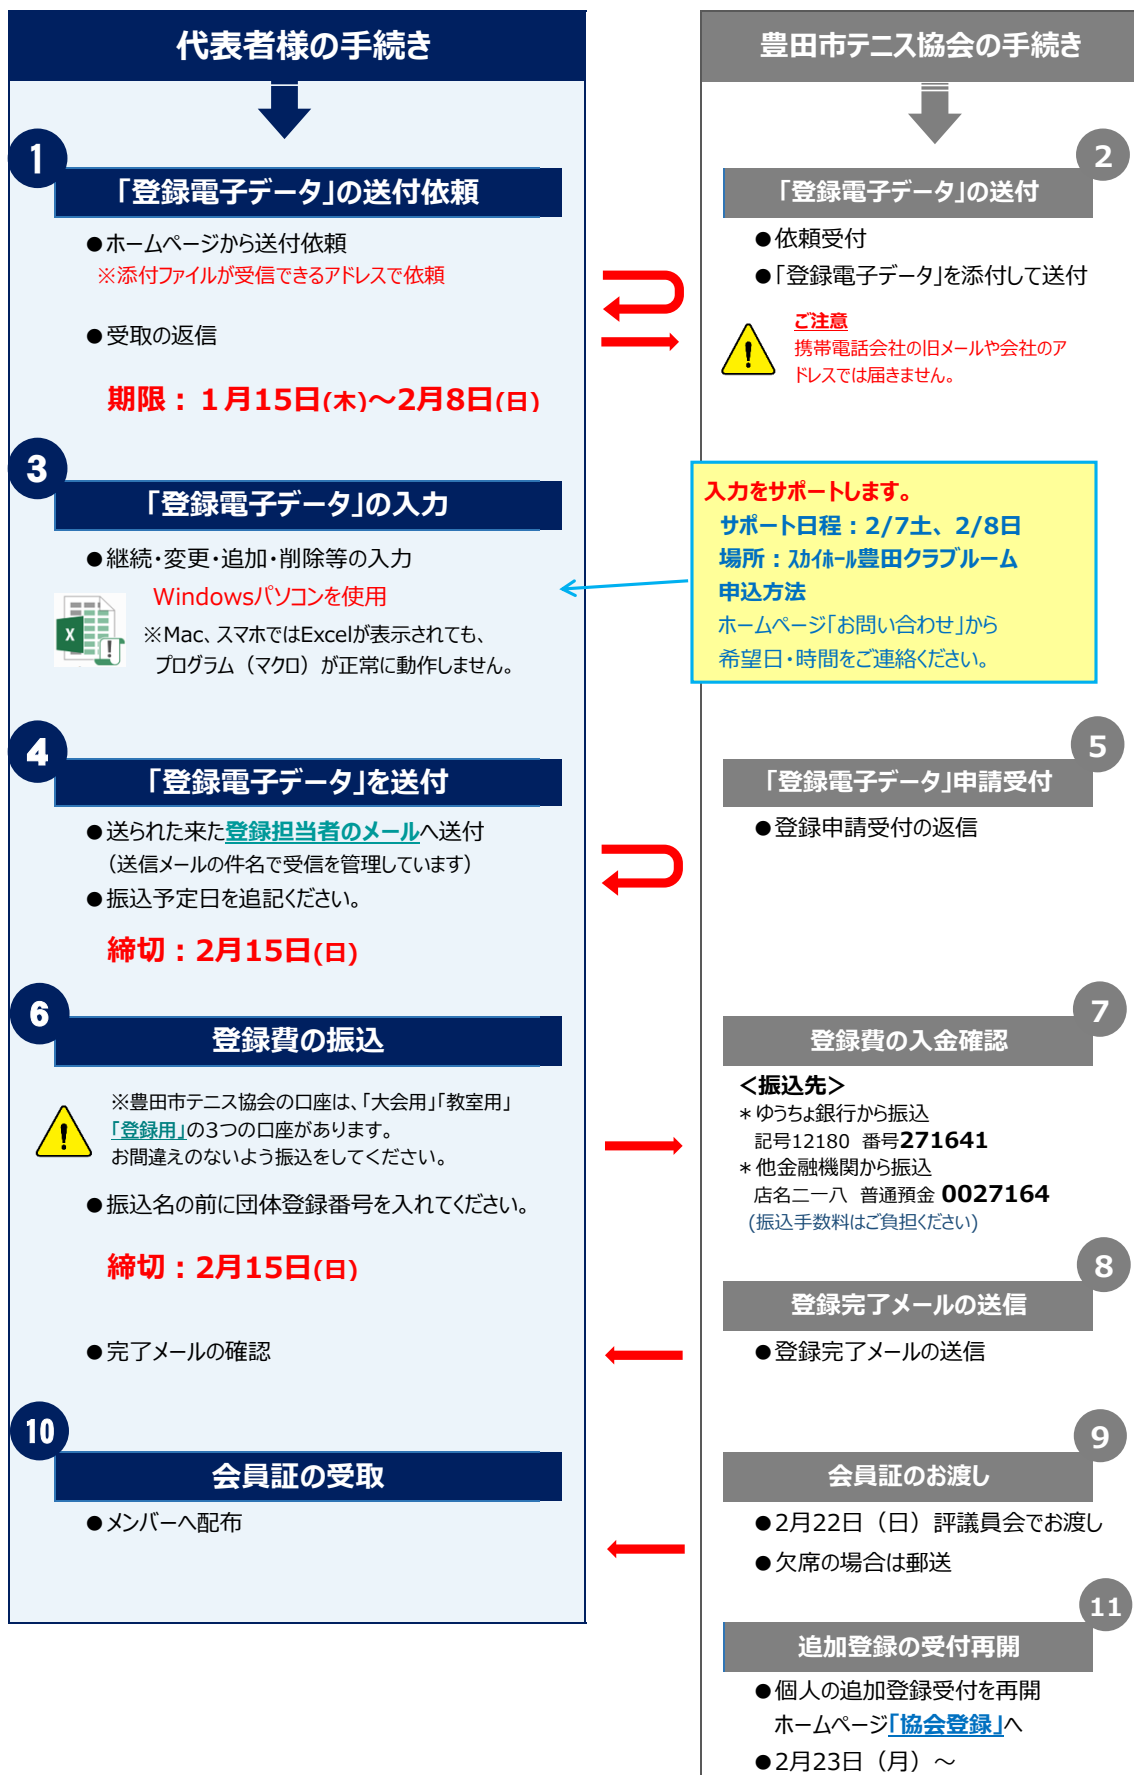 代表者様の手続き
1
「登録電子データ」の送付依頼
●ホームページから送付依頼
※添付ファイルが受信できるアドレスで依頼
●受取の返信
期限：１月15日(木)～2月8日(日)
3
「登録電子データ」の入力
●継続・変更・追加・削除等の入力
Windowsパソコンを使用
※Mac、スマホではExcelが表示されても、
プログラム（マクロ）が正常に動作しません。
4
「登録電子データ」を送付
●送られた来た登録担当者のメールへ送付
（送信メールの件名で受信を管理しています）
●振込予定日を追記ください。
締切：2月15日(日)
6
登録費の振込
※豊田市テニス協会の口座は、「大会用」「教室用」
「登録用」の3つの口座があります。
お間違えのないよう振込をしてください。
●振込名の前に団体登録番号を入れてください。
締切：2月15日(日)
●完了メールの確認
10
会員証の受取
●メンバーへ配布
豊田市テニス協会の手続き
2
「登録電子データ」の送付
●依頼受付
●「登録電子データ」を添付して送付
ご注意
携帯電話会社の旧メールや会社のア
ドレスでは届きません。
入力をサポートします。
サポート日程：2/7土、2/8日
場所：ｽｶｲﾎｰﾙ豊田クラブルーム
申込方法
ホームページ「お問い合わせ」から
希望日・時間をご連絡ください。
5
「登録電子データ」申請受付
●登録申請受付の返信
7
登録費の入金確認
＜振込先＞
＊ゆうちょ銀行から振込
記号12180 番号271641
＊他金融機関から振込
店名二一八 普通預金 0027164
(振込手数料はご負担ください)
8
登録完了メールの送信
●登録完了メールの送信
9
会員証のお渡し
●2月22日（日）評議員会でお渡し
●欠席の場合は郵送
11
追加登録の受付再開
●個人の追加登録受付を再開
ホームページ「協会登録」へ
●2月23日（月）～